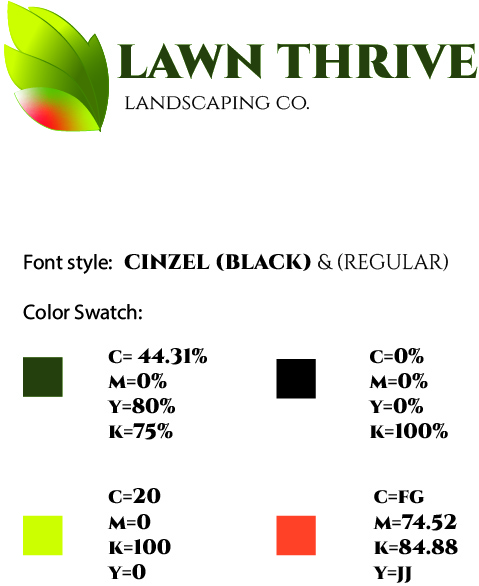 LAWN THRIVE
LANDSCAPING CO.
Font style: CINZEL (BLACK) & (REGULAR)
Color Swatch:
C= 44.31%
M=0%
Y=80%
K=75%
C=0%
M=0%
Y=0%
K=100%
C=20
M=0
K=100
Y=0
C=FG
M=74.52
K=84.88
Y=JJ